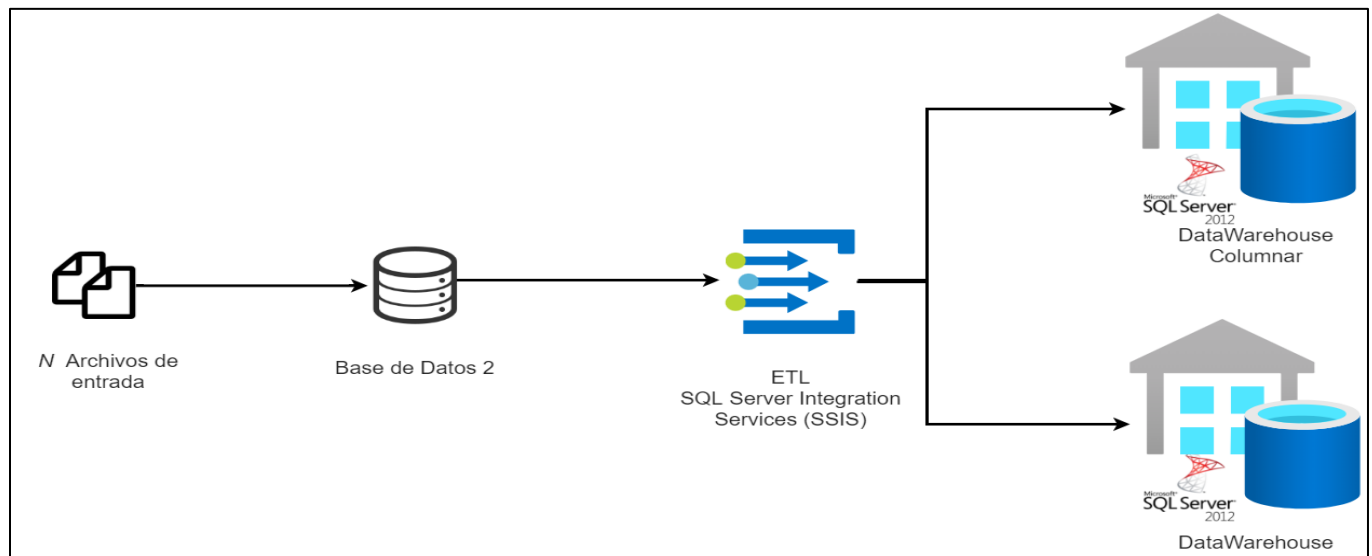 N Archivos de
entrada
Base de Datos 2
ETL
SQL Server Integration
Services (SSIS)
Microsoft®
SQL Server®
2012
DataWarehouse
Columnar
Microsoft®
SQL Server®
2012
DataWarehouse